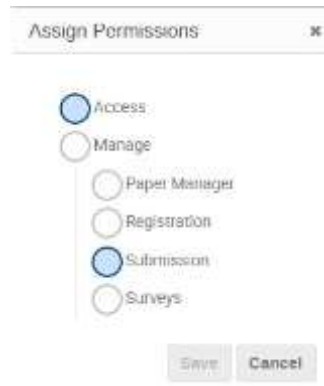 Assign Permissions ×
Access
Manage
Paper Manager
Registration
Submission
Surveys
Save Cancel